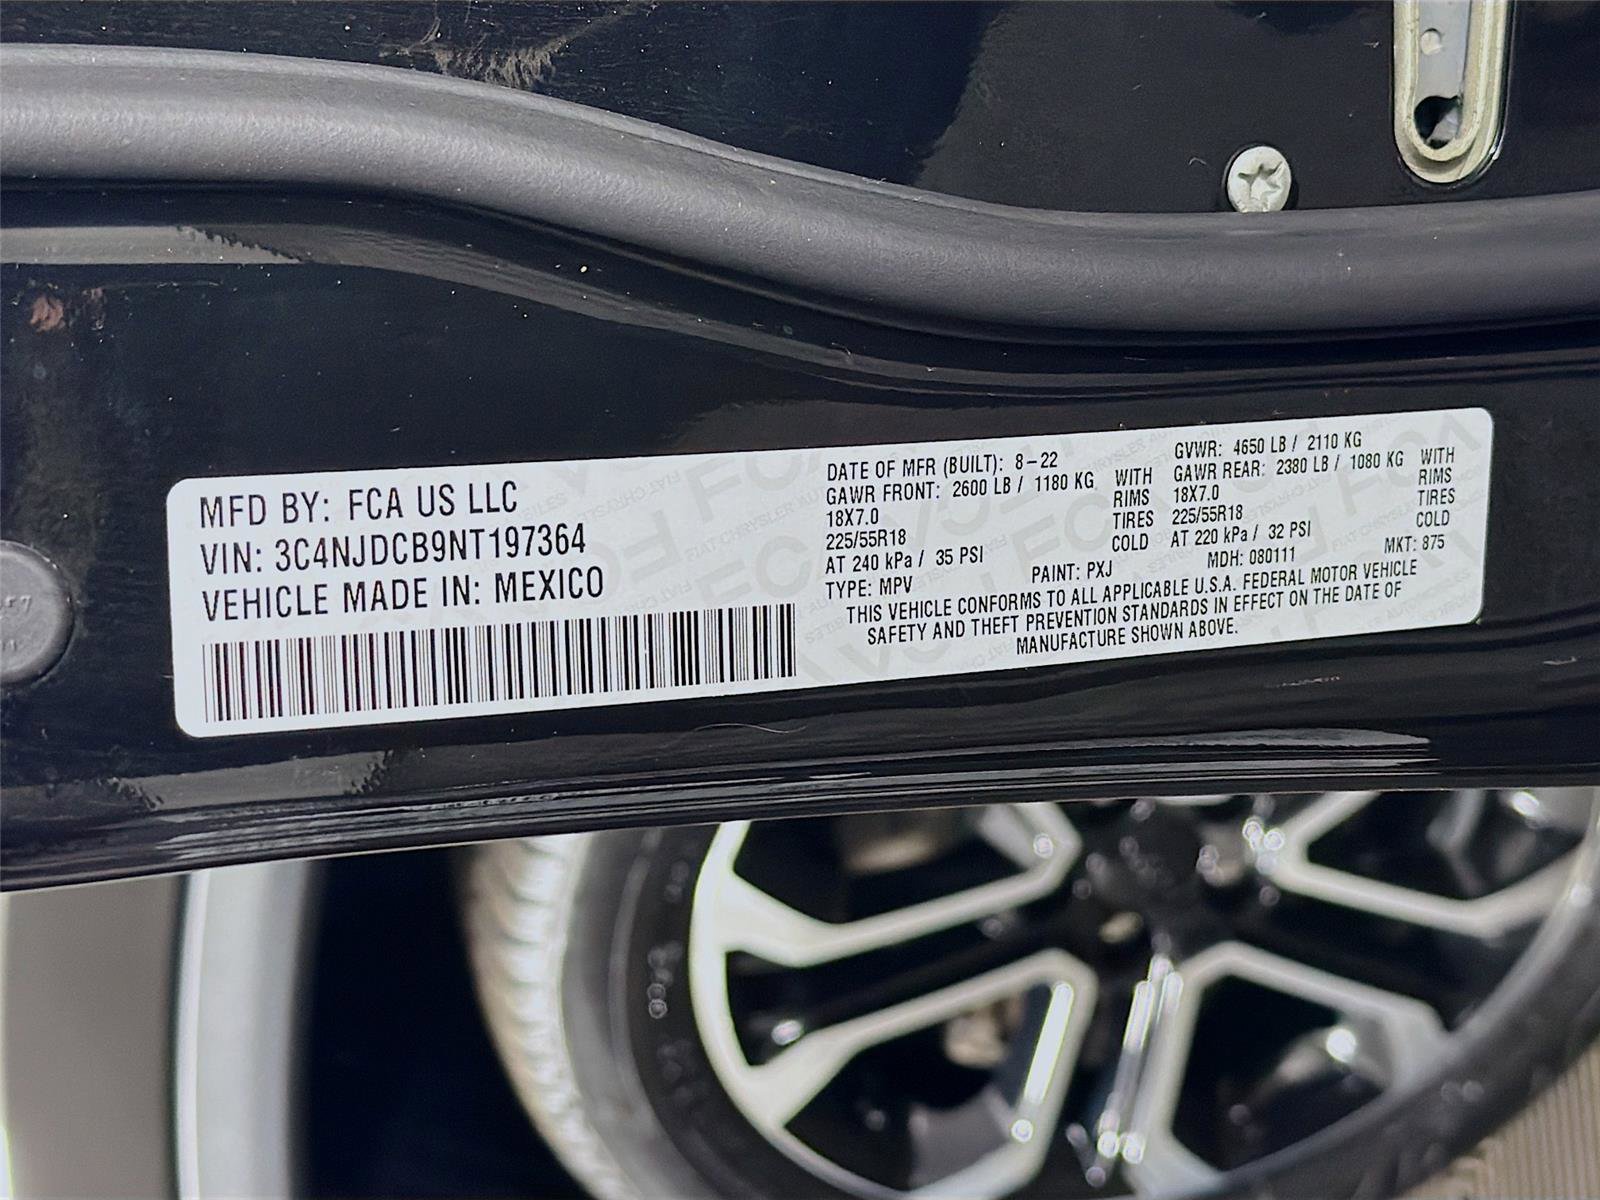 MFD BY: FCA US LLC
VIN: 3C4NJDCB9NT197364
VEHICLE MADE IN: MEXICO
DATE OF MFR (BUILT): 8-22
GAWR FRONT: 2600 LB / 1180 KG WITH
18X7.0 RIMS
225/55R18 TIRES
AT 240 kPa / 35 PSI COLD
TYPE: MPV
GVWR: 4650 LB / 2110 KG
GAWR REAR: 2380 LB / 1080 KG WITH
18X7.0 RIMS
225/55R18 TIRES
AT 220 kPa / 32 PSI COLD
PAINT: PXJ MDH: 080111 MKT: 875
THIS VEHICLE CONFORMS TO ALL APPLICABLE U.S.A. FEDERAL MOTOR VEHICLE
SAFETY AND THEFT PREVENTION STANDARDS IN EFFECT ON THE DATE OF
MANUFACTURE SHOWN ABOVE.